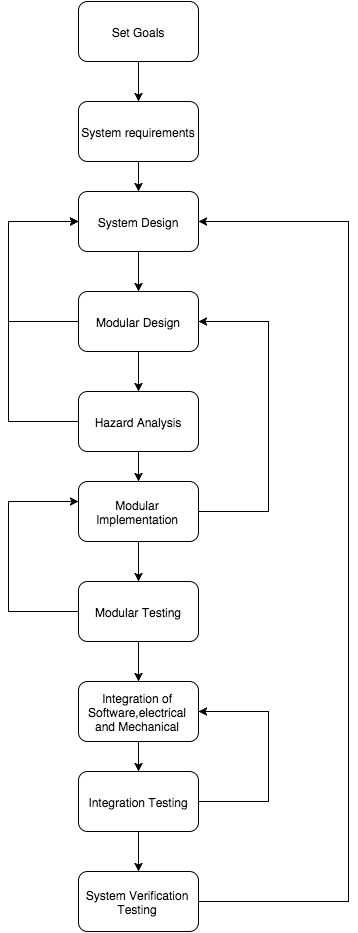 Set Goals
System requirements
System Design
Modular Design
Hazard Analysis
Modular
Implementation
Modular Testing
Integration of
Software,electrical
and Mechanical
Integration Testing
System Verification
Testing